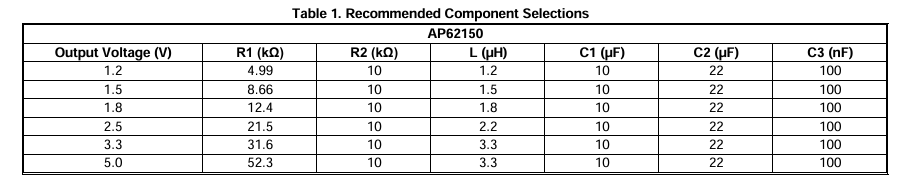 Table 1. Recommended Component Selections
AP62150
Output Voltage (V) R1 (kΩ) R2 (kΩ) L (µH) C1 (µF) C2 (µF) C3 (nF)
1.2 4.99 10 1.2 10 22 100
1.5 8.66 10 1.5 10 22 100
1.8 12.4 10 1.8 10 22 100
2.5 21.5 10 2.2 10 22 100
3.3 31.6 10 3.3 10 22 100
5.0 52.3 10 3.3 10 22 100